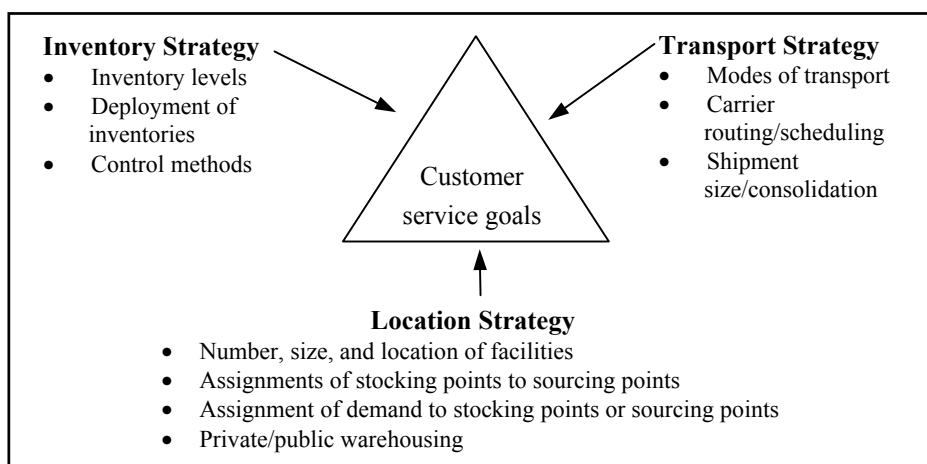 Inventory Strategy
• Inventory levels
• Deployment of
inventories
• Control methods
Transport Strategy
• Modes of transport
• Carrier
routing/scheduling
• Shipment
size/consolidation
Customer
service goals
Location Strategy
• Number, size, and location of facilities
• Assignments of stocking points to sourcing points
• Assignment of demand to stocking points or sourcing points
• Private/public warehousing